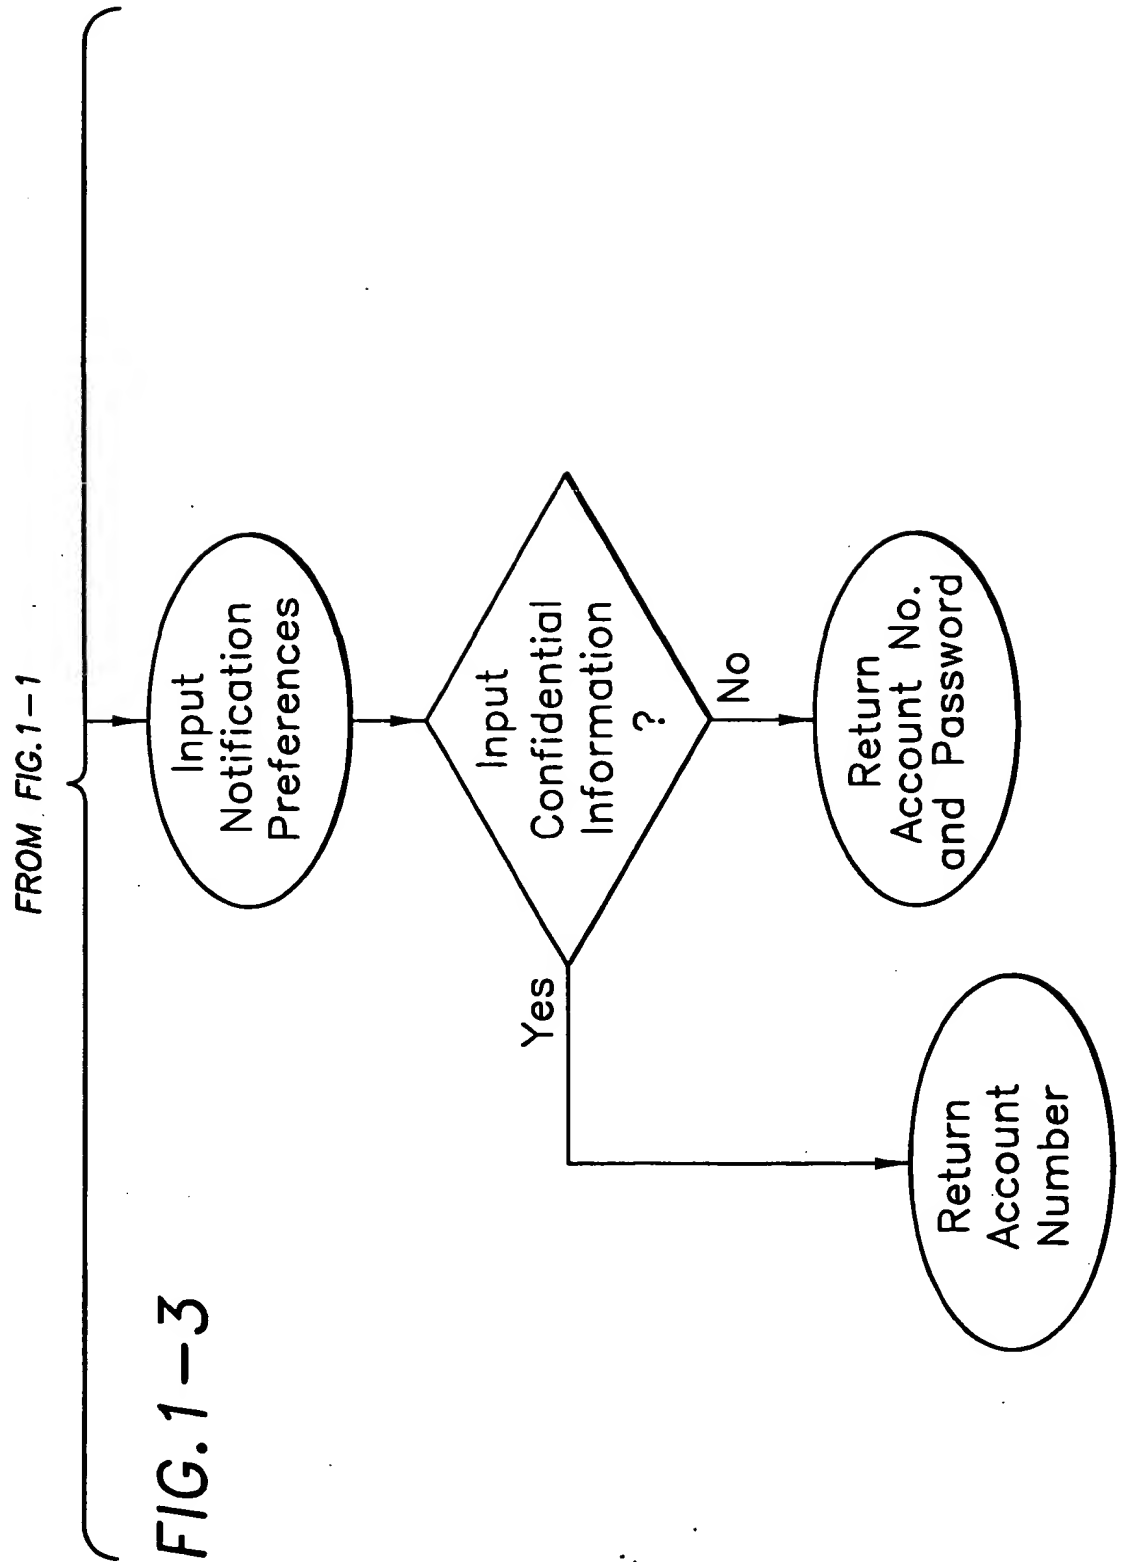 FROM FIG.1-1
Input
Notification
Preferences
Input
Confidential
Information
?
Yes
No
Return
Account No.
and Password
Return
Account
Number
FIG.1-3